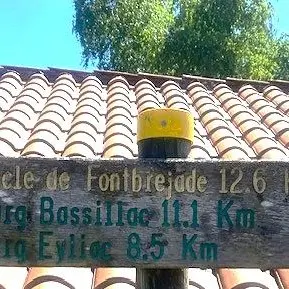 cle de Fontbrejade 12.6 K
rg Bassillac 11.1 Km
rg Eyliac 8.5 Km